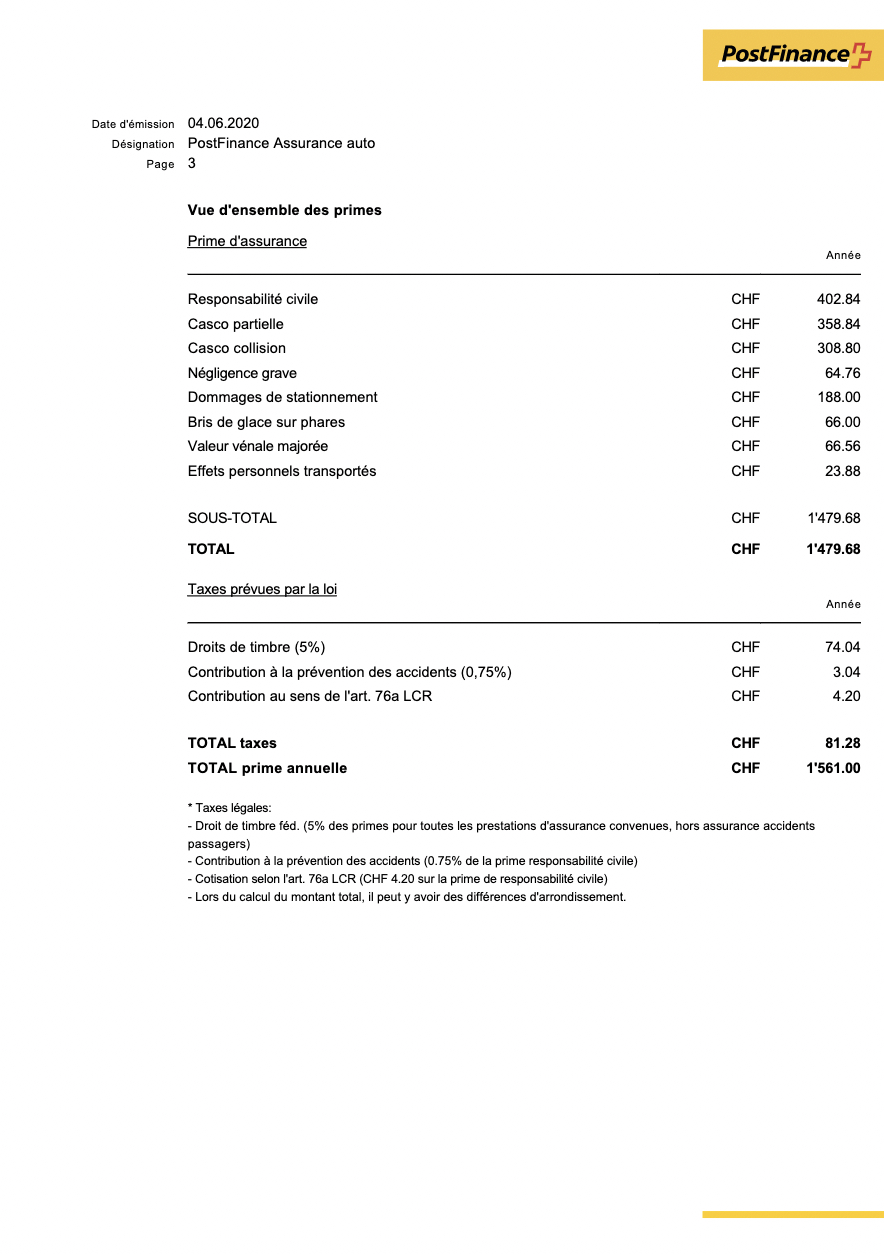 PostFinance
Date d'émission 04.06.2020
Désignation PostFinance Assurance auto
Page 3
Vue d'ensemble des primes
Prime d'assurance
Année
Responsabilité civile CHF 402.84
Casco partielle CHF 358.84
Casco collision CHF 308.80
Négligence grave CHF 64.76
Dommages de stationnement CHF 188.00
Bris de glace sur phares CHF 66.00
Valeur vénale majorée CHF 66.56
Effets personnels transportés CHF 23.88
SOUS-TOTAL CHF 1'479.68
TOTAL CHF 1'479.68
Taxes prévues par la loi
Année
Droits de timbre (5%) CHF 74.04
Contribution à la prévention des accidents (0,75%) CHF 3.04
Contribution au sens de l'art. 76a LCR CHF 4.20
TOTAL taxes CHF 81.28
TOTAL prime annuelle CHF 1'561.00
* Taxes légales:
- Droit de timbre féd. (5% des primes pour toutes les prestations d'assurance convenues, hors assurance accidents
passagers)
- Contribution à la prévention des accidents (0.75% de la prime responsabilité civile)
- Cotisation selon l'art. 76a LCR (CHF 4.20 sur la prime de responsabilité civile)
- Lors du calcul du montant total, il peut y avoir des différences d'arrondissement.